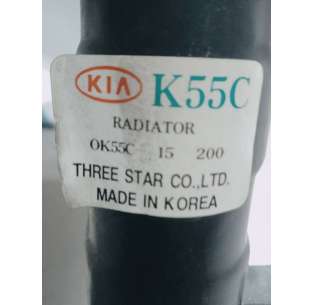 KIA K55C
RADIATOR
OK55C 15 200
THREE STAR CO.,LTD.
MADE IN KOREA